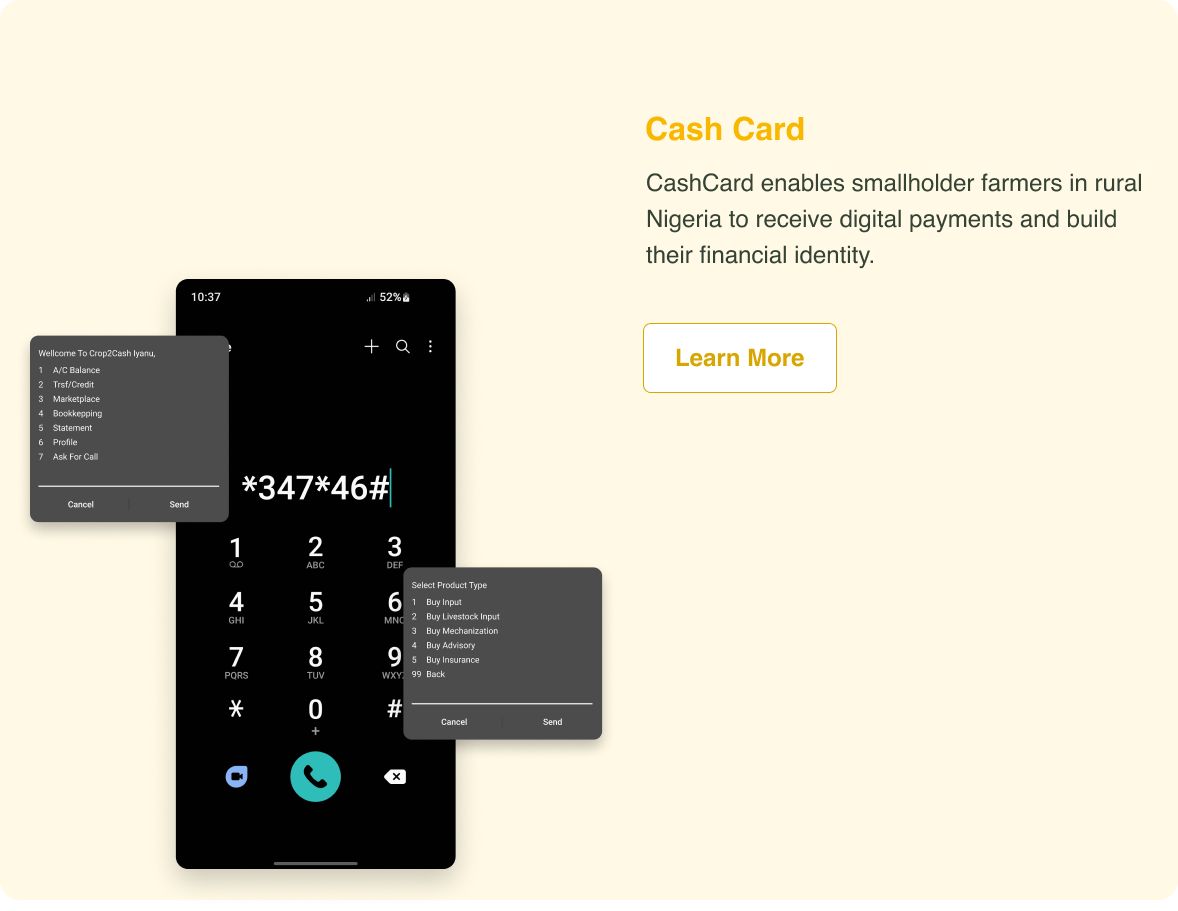 Cash Card
CashCard enables smallholder farmers in rural
Nigeria to receive digital payments and build
their financial identity.
Learn More
10:37
52%
Wellcome To Crop2Cash Iyanu,
1 A/C Balance
2 Trsf/Credit
3 Marketplace
4 Bookkepping
5 Statement
6 Profile
7 Ask For Call
Cancel Send
*347*46#
1 2 3
ABC DEF
4 5 6
GHI JKL MNO
7 8 9
PQRS TUV WXYZ
* 0 #
+
Select Product Type
1 Buy Input
2 Buy Livestock Input
3 Buy Mechanization
4 Buy Advisory
5 Buy Insurance
99 Back
Cancel Send